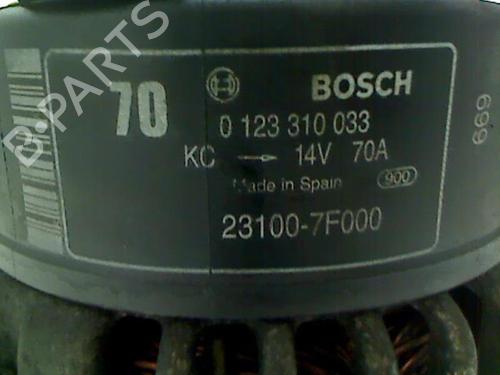 B-PARTS
70
BOSCH
0 123 310 033
KC 14V 70A
Made in Spain 900
23100-7F000
669